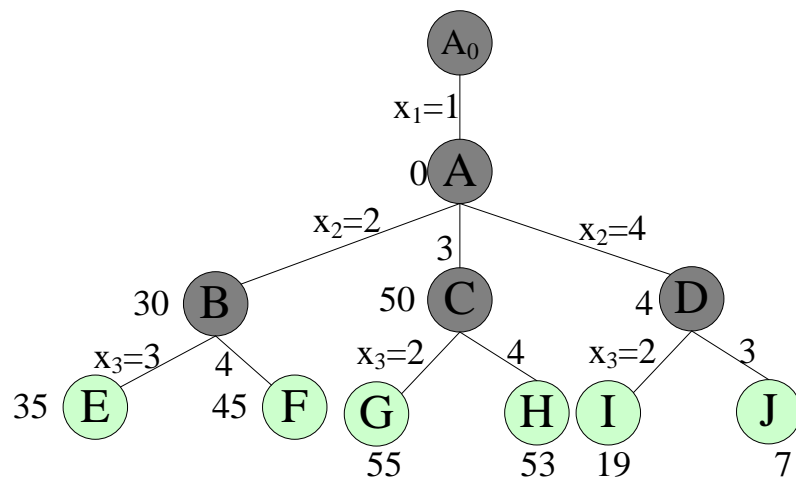 A₀
x₁=1
0 A
x₂=2
3
x₂=4
30 B
50 C
4 D
x₃=3
4
x₃=2
4
x₃=2
3
35 E
45 F
G
H
I
J
55
53
19
7